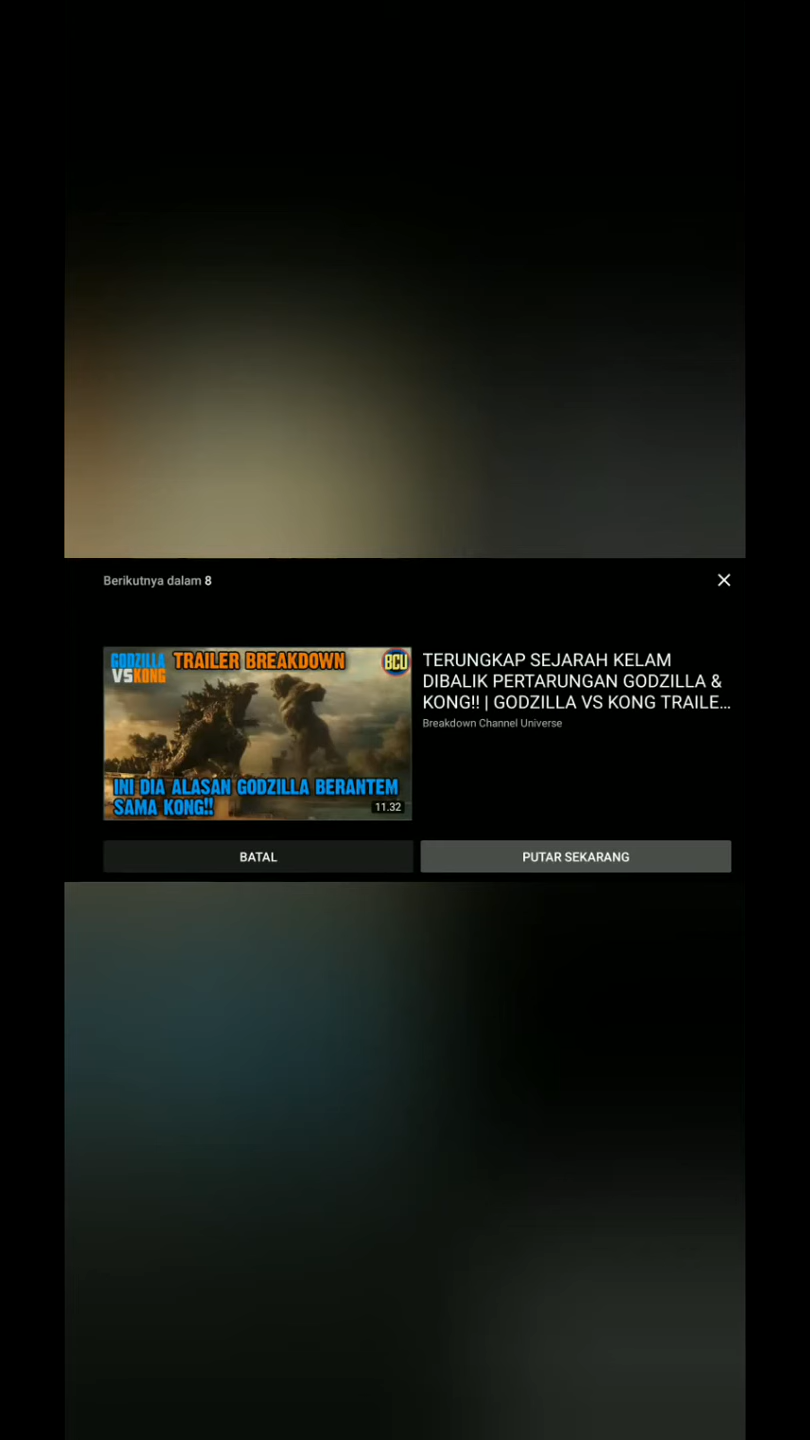 Berikutnya dalam 8
GODZILLA
VS KONG
TRAILER BREAKDOWN
BCU
INI DIA ALASAN GODZILLA BERANTEM
SAMA KONG!!
11.32
TERUNGKAP SEJARAH KELAM
DIBALIK PERTARUNGAN GODZILLA &
KONG!! | GODZILLA VS KONG TRAILE...
Breakdown Channel Universe
BATAL
PUTAR SEKARANG